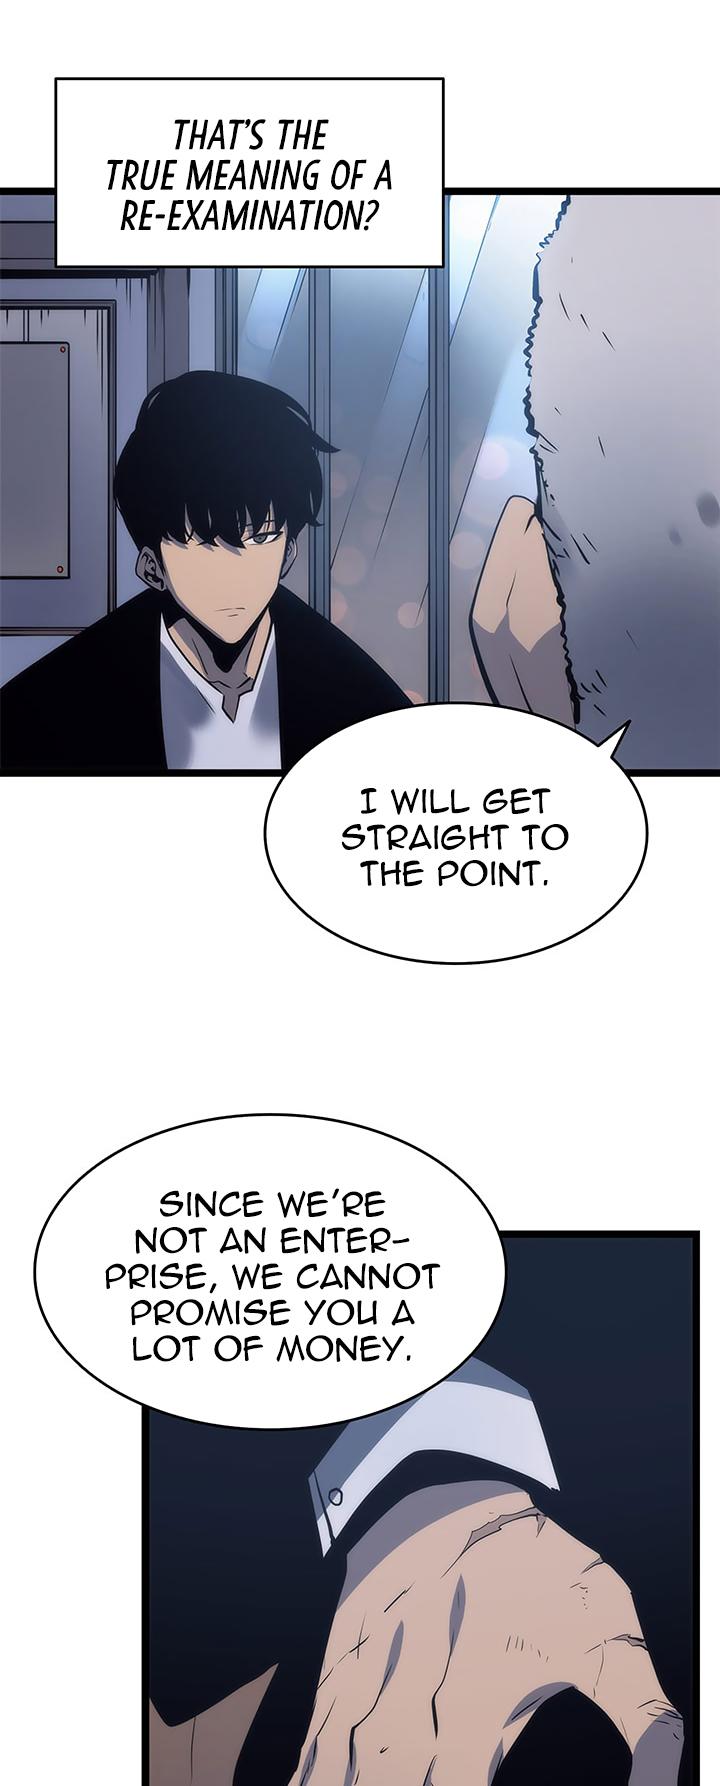 THAT'S THE
TRUE MEANING OF A
RE-EXAMINATION?
I WILL GET
STRAIGHT TO
THE POINT.
SINCE WE'RE
NOT AN ENTER-
PRISE, WE CANNOT
PROMISE YOU A
LOT OF MONEY.